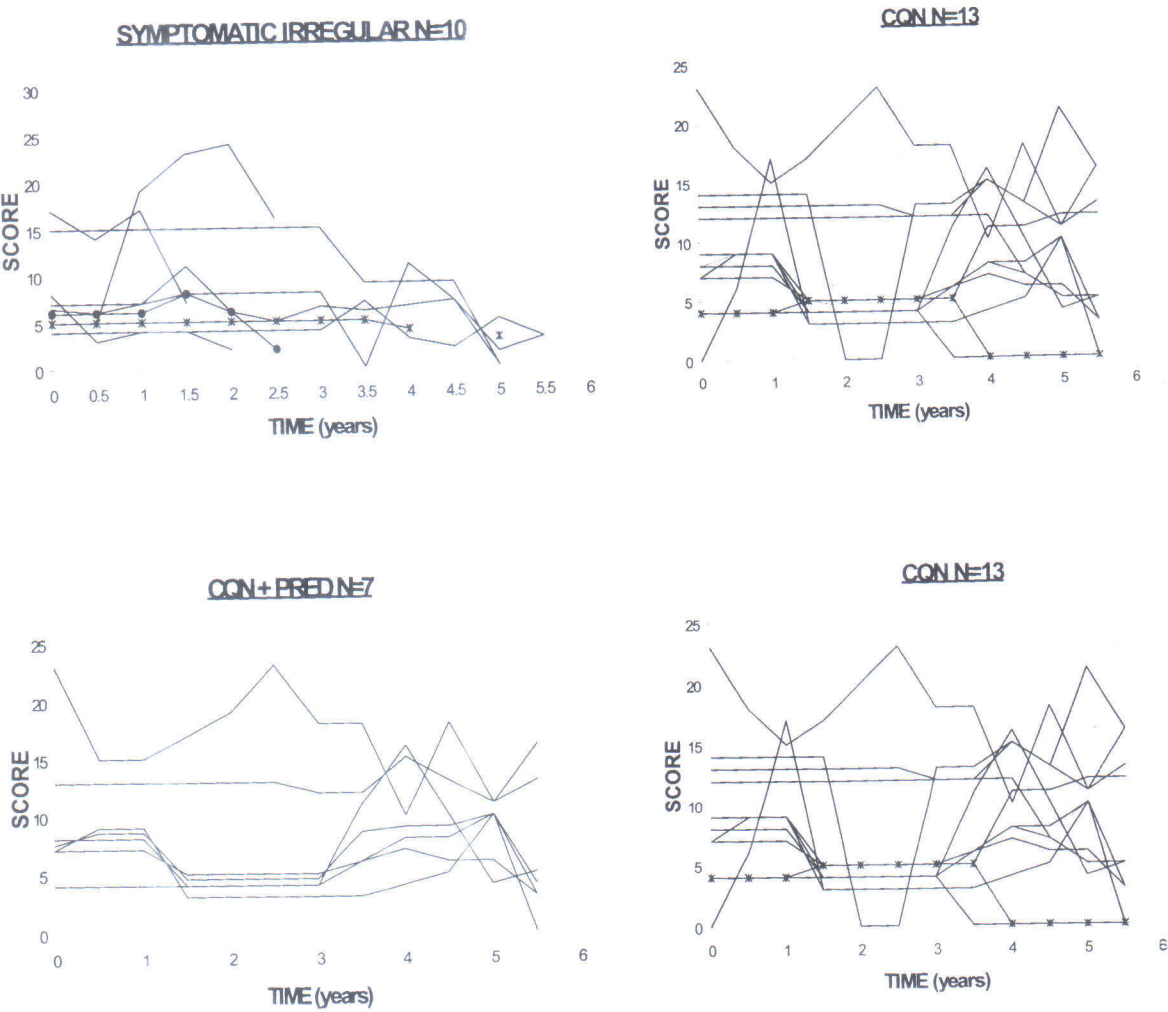 SYMPTOMATIC IRREGULAR N=10
30
25
20
15
10
5
0
SCORE
0 0.5 1 1.5 2 2.5 3 3.5 4 4.5 5 5.5 6
TIME (years)
CQN N=13
25
20
15
10
5
0
SCORE
0 1 2 3 4 5 6
TIME (years)
CQN + PRED N=7
25
20
15
10
5
0
SCORE
0 1 2 3 4 5 6
TIME (years)
CQN N=13
25
20
15
10
5
0
SCORE
0 1 2 3 4 5 6
TIME (years)